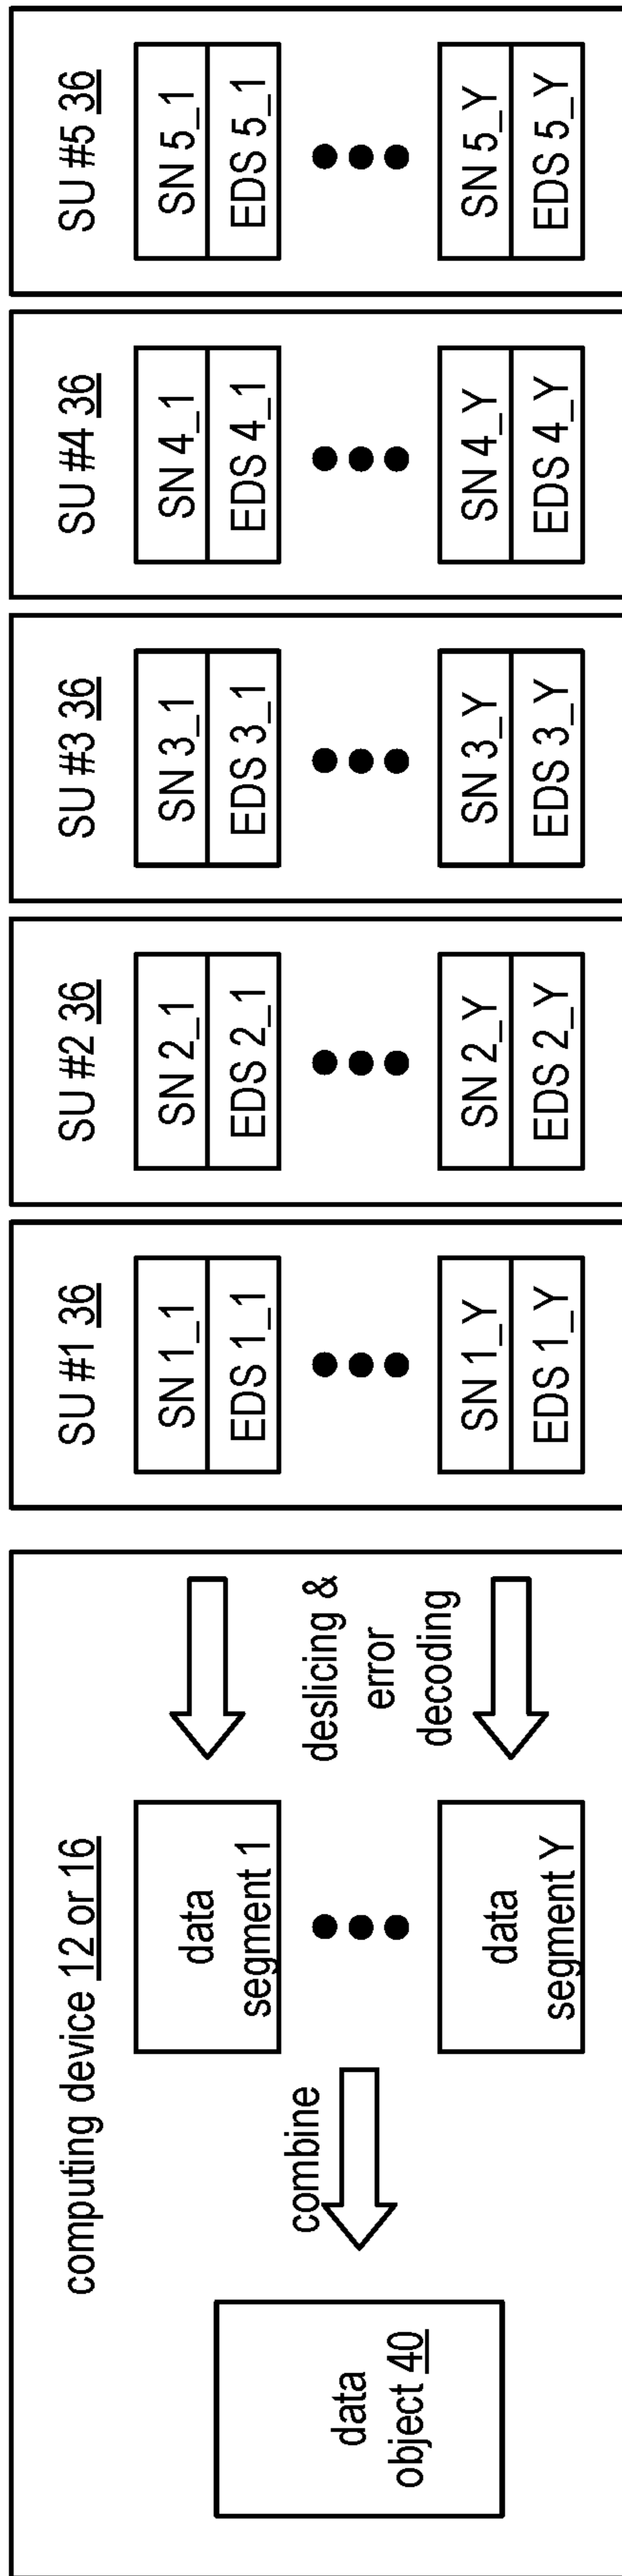 computing device 12 or 16
data
object 40
combine
data
segment 1
data
segment Y
deslicing &
error
decoding
SU #1 36
SN 1_1
EDS 1_1
SN 1_Y
EDS 1_Y
SU #2 36
SN 2_1
EDS 2_1
SN 2_Y
EDS 2_Y
SU #3 36
SN 3_1
EDS 3_1
SN 3_Y
EDS 3_Y
SU #4 36
SN 4_1
EDS 4_1
SN 4_Y
EDS 4_Y
SU #5 36
SN 5_1
EDS 5_1
SN 5_Y
EDS 5_Y